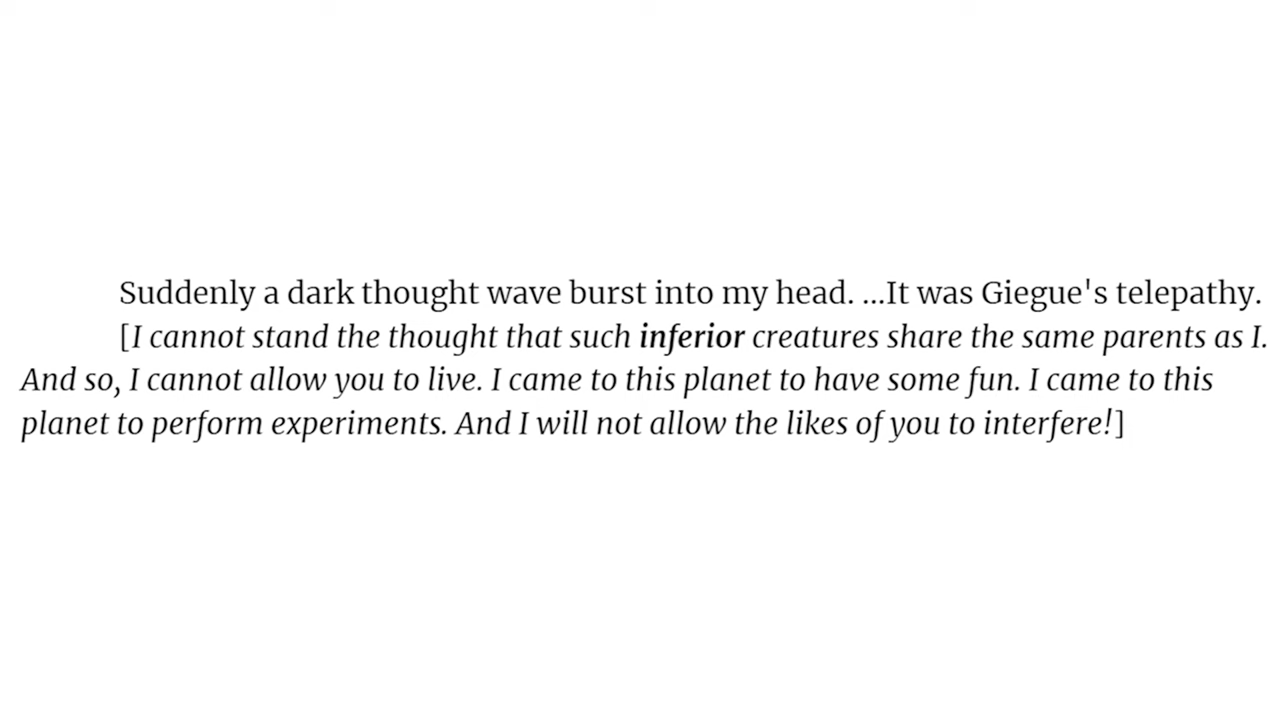 Suddenly a dark thought wave burst into my head. ...It was Giegue's telepathy.
[I cannot stand the thought that such inferior creatures share the same parents as I.
And so, I cannot allow you to live. I came to this planet to have some fun. I came to this
planet to perform experiments. And I will not allow the likes of you to interfere!]